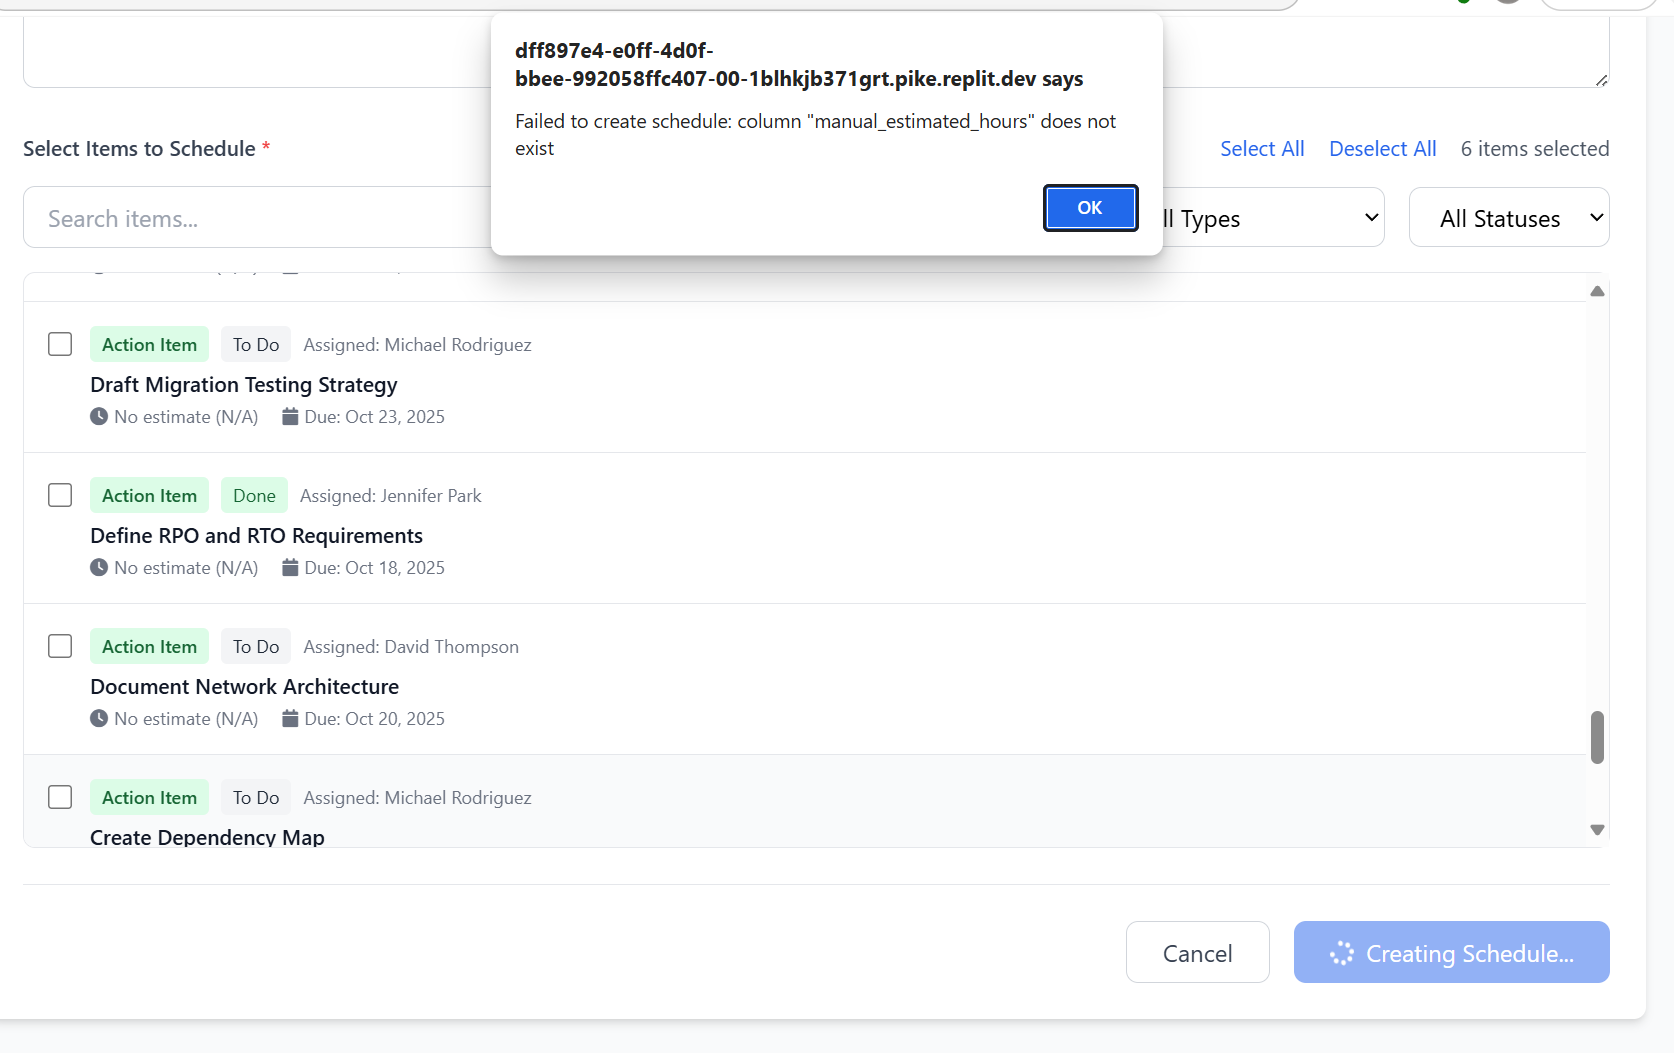 dff897e4-e0ff-4d0f-
bbee-992058ffc407-00-1blhkjb371grt.pike.replit.dev says
Failed to create schedule: column "manual_estimated_hours" does not
exist
OK
Select Items to Schedule *
Select All Deselect All 6 items selected
Search items...
ll Types
All Statuses
Action Item To Do Assigned: Michael Rodriguez
Draft Migration Testing Strategy
No estimate (N/A) Due: Oct 23, 2025
Action Item Done Assigned: Jennifer Park
Define RPO and RTO Requirements
No estimate (N/A) Due: Oct 18, 2025
Action Item To Do Assigned: David Thompson
Document Network Architecture
No estimate (N/A) Due: Oct 20, 2025
Action Item To Do Assigned: Michael Rodriguez
Create Dependency Map
Cancel
Creating Schedule...